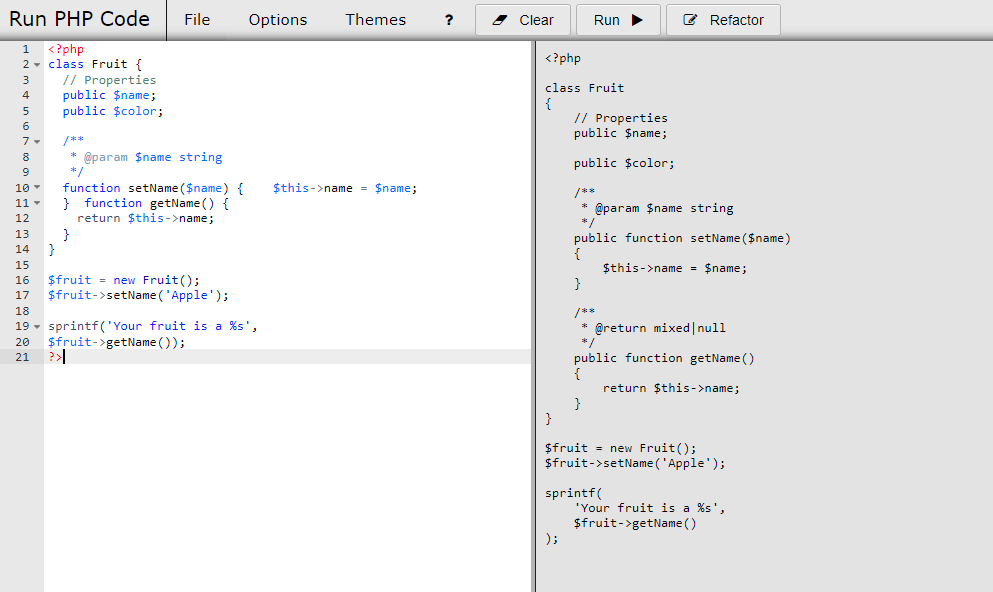 Run PHP Code File Options Themes ? Clear Run Refactor
1 <?php
2 class Fruit {
3 // Properties
4 public $name;
5 public $color;
6
7 /**
8 * @param $name string
9 */
10 function setName($name) {    $this->name = $name;
11 }  function getName() {
12 return $this->name;
13 }
14 }
15
16 $fruit = new Fruit();
17 $fruit->setName('Apple');
18
19 sprintf('Your fruit is a %s',
20 $fruit->getName());
21 ?>
<?php
class Fruit
{
// Properties
public $name;
public $color;
/**
* @param $name string
*/
public function setName($name)
{
$this->name = $name;
}
/**
* @return mixed|null
*/
public function getName()
{
return $this->name;
}
}
$fruit = new Fruit();
$fruit->setName('Apple');
sprintf(
'Your fruit is a %s',
$fruit->getName()
);